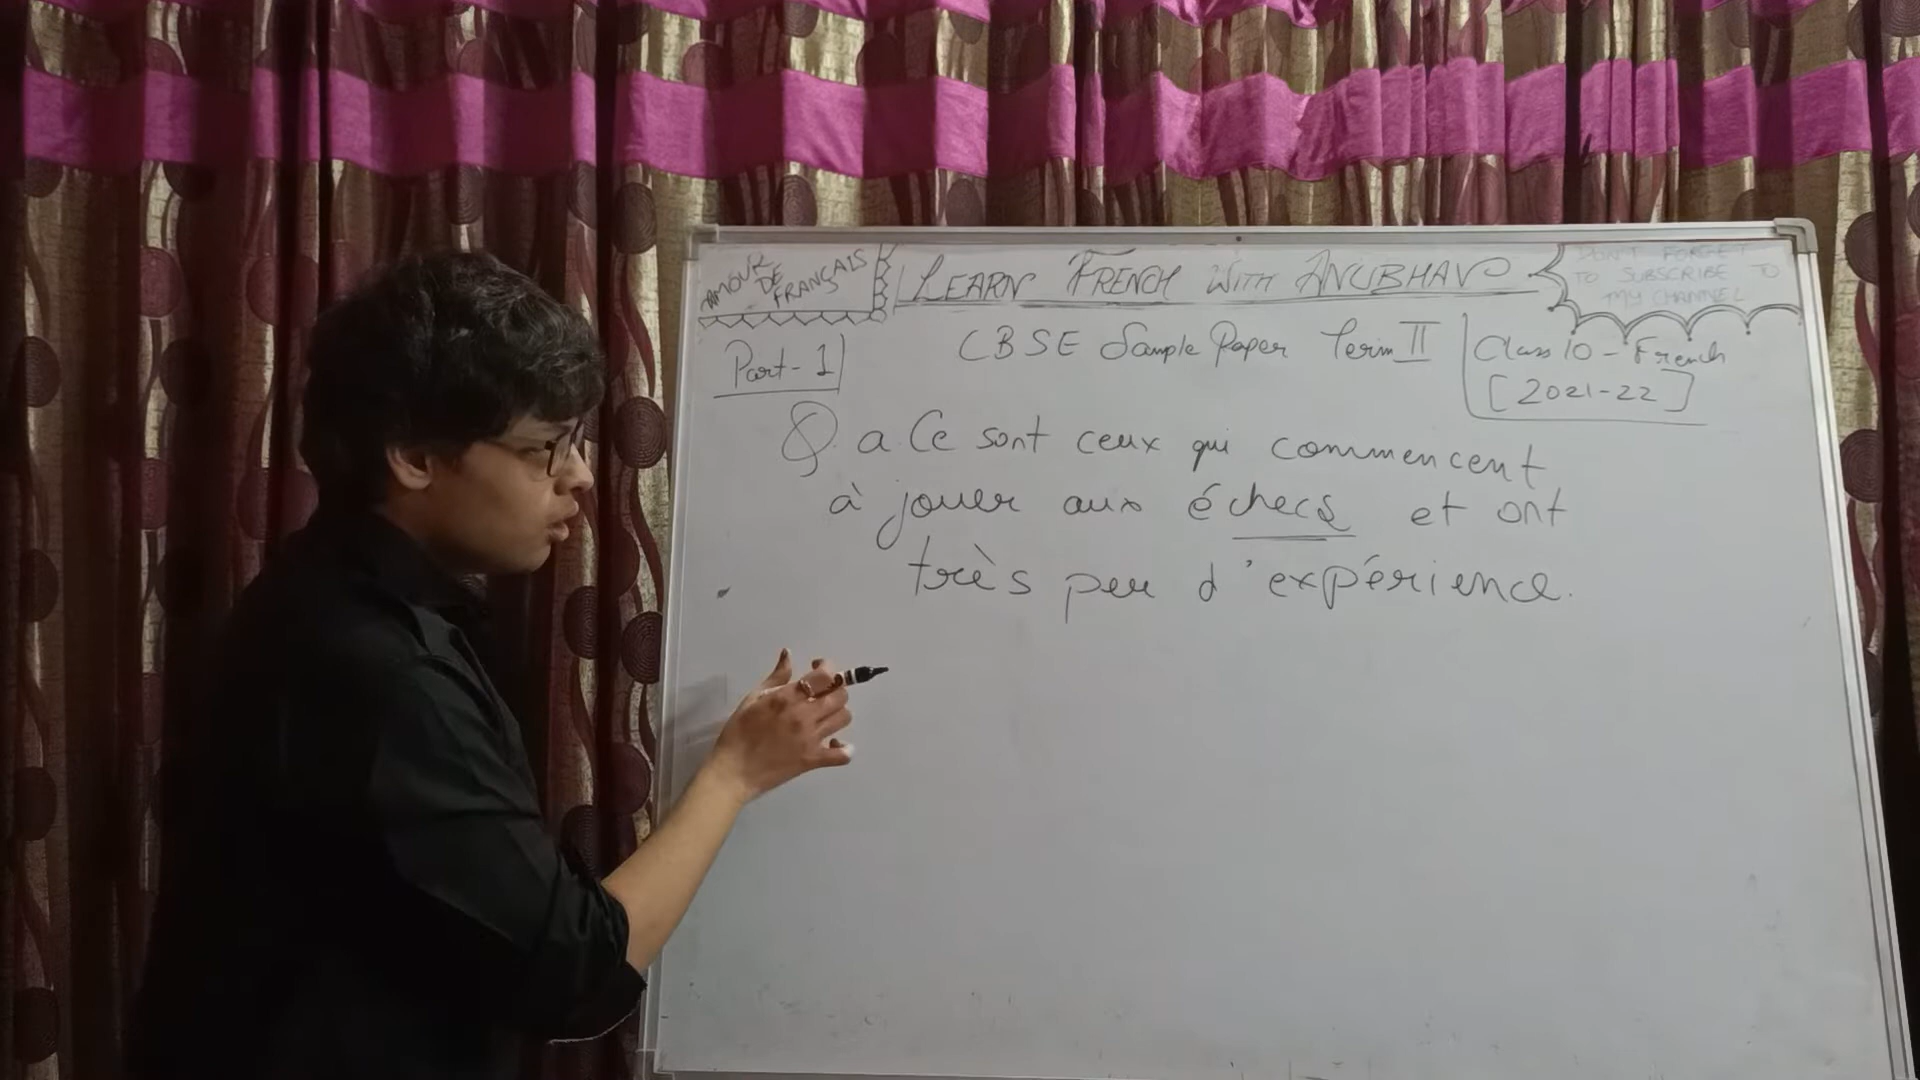 AMOUR
DE
FRANÇAIS
LEARN FRENCH WITH ANUBHAV
DON'T FORGET
TO SUBSCRIBE TO
MY CHANNEL
Part-1
CBSE Sample Paper Term II
Class 10 - French
[2021-22]
Q. a. Ce sont ceux qui commencent
à jouer aux échecs et ont
très peu d'expérience.